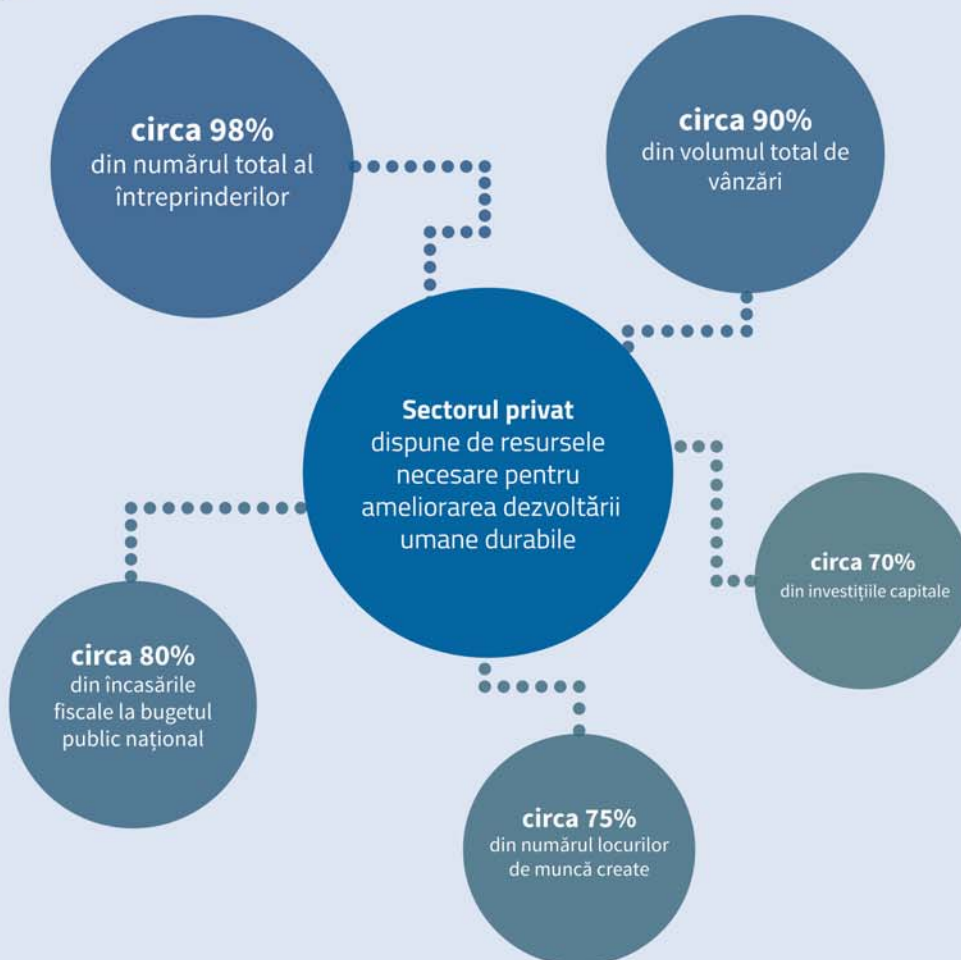 circa 98%
din numărul total al
întreprinderilor
circa 90%
din volumul total de
vânzări
Sectorul privat
dispune de resursele
necesare pentru
ameliorarea dezvoltării
umane durabile
circa 70%
din investițiile capitale
circa 80%
din încasările
fiscale la bugetul
public național
circa 75%
din numărul locurilor
de muncă create